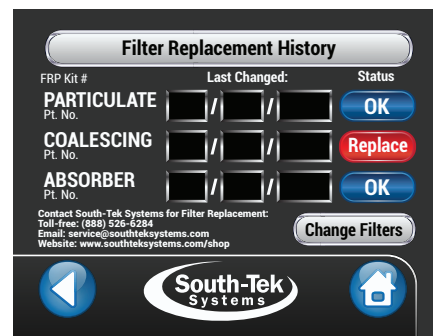 Filter Replacement History
FRP Kit # Last Changed: Status
PARTICULATE / / OK
Pt. No.
COALESCING / / Replace
Pt. No.
ABSORBER / / OK
Pt. No.
Contact South-Tek Systems for Filter Replacement:
Toll-free: (888) 526-6284
Email: service@southteksystems.com
Website: www.southteksystems.com/shop
Change Filters
South-Tek
Systems